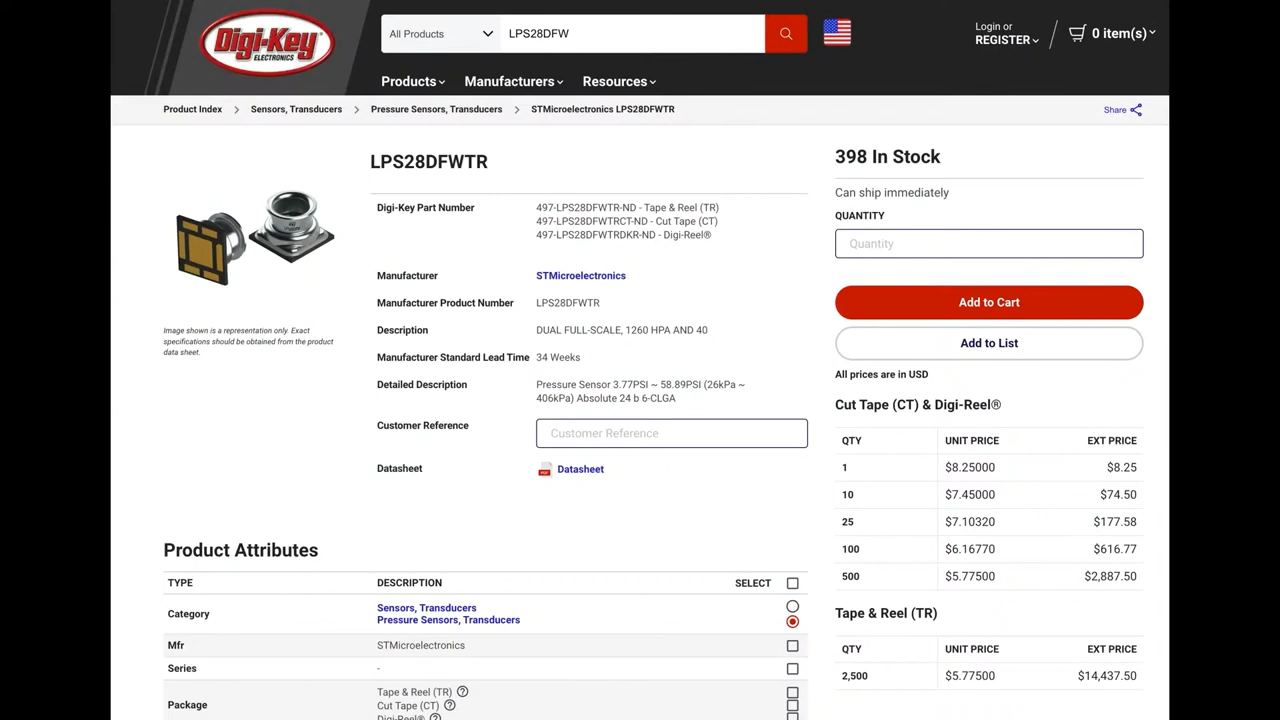 Digi-Key
ELECTRONICS
All Products
LPS28DFW
Login or
REGISTER
0 item(s)
Products
Manufacturers
Resources
Product Index
Sensors, Transducers
Pressure Sensors, Transducers
STMicroelectronics LPS28DFWTR
Share
LPS28DFWTR
Image shown is a representation only. Exact
specifications should be obtained from the product
data sheet.
Digi-Key Part Number
497-LPS28DFWTR-ND - Tape & Reel (TR)
497-LPS28DFWTRCT-ND - Cut Tape (CT)
497-LPS28DFWTRDKR-ND - Digi-Reel®
Manufacturer
STMicroelectronics
Manufacturer Product Number
LPS28DFWTR
Description
DUAL FULL-SCALE, 1260 HPA AND 40
Manufacturer Standard Lead Time
34 Weeks
Detailed Description
Pressure Sensor 3.77PSI ~ 58.89PSI (26kPa ~
406kPa) Absolute 24 b 6-CLGA
Customer Reference
Customer Reference
Datasheet
PDF
Datasheet
398 In Stock
Can ship immediately
QUANTITY
Quantity
Add to Cart
Add to List
All prices are in USD
Cut Tape (CT) & Digi-Reel®
QTY UNIT PRICE EXT PRICE
1 $8.25000 $8.25
10 $7.45000 $74.50
25 $7.10320 $177.58
100 $6.16770 $616.77
500 $5.77500 $2,887.50
Tape & Reel (TR)
QTY UNIT PRICE EXT PRICE
2,500 $5.77500 $14,437.50
Product Attributes
TYPE DESCRIPTION SELECT
Category
Sensors, Transducers
Pressure Sensors, Transducers
Mfr STMicroelectronics
Series -
Package
Tape & Reel (TR)
Cut Tape (CT)
Digi-Reel®